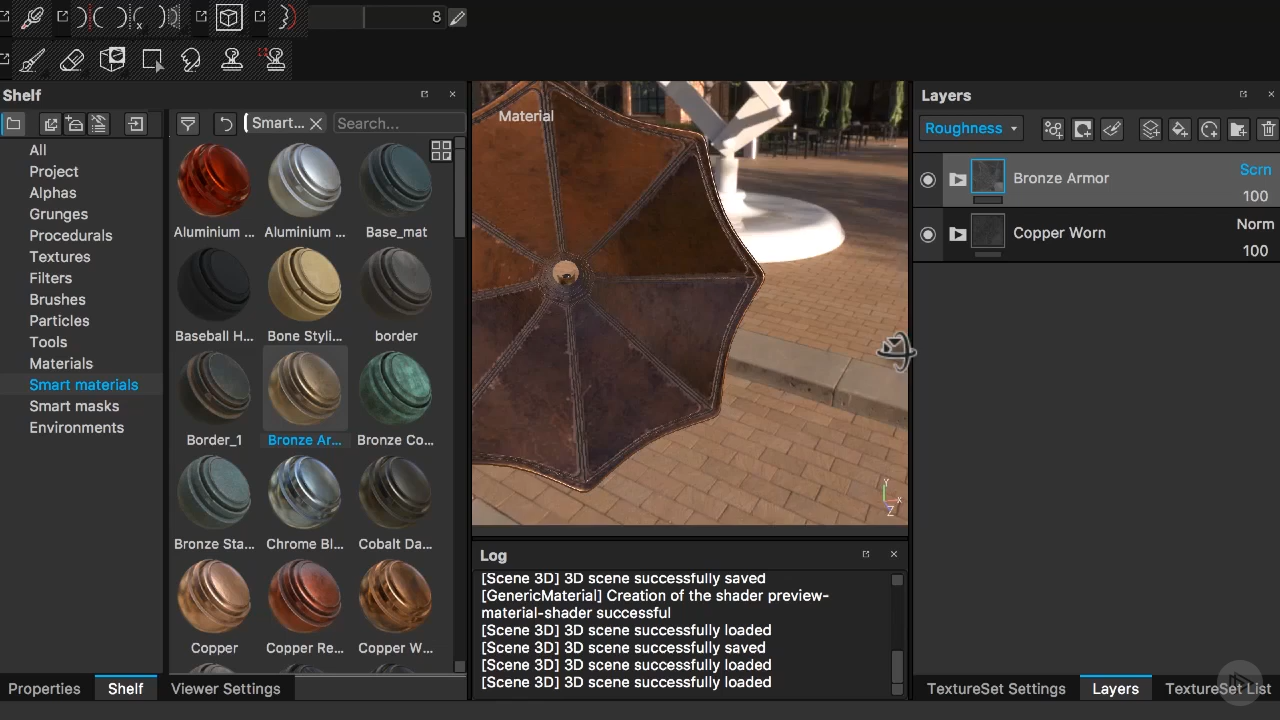 8
Shelf
Smart...
Search...
All
Project
Alphas
Grunges
Procedurals
Textures
Filters
Brushes
Particles
Tools
Materials
Smart materials
Smart masks
Environments
Aluminium ...
Aluminium ...
Base_mat
Baseball H...
Bone Styli...
border
Border_1
Bronze Ar...
Bronze Co...
Bronze Sta...
Chrome Bl...
Cobalt Da...
Copper
Copper Re...
Copper W...
Properties
Shelf
Viewer Settings
Material
Y
X
Z
Log
[Scene 3D] 3D scene successfully saved
[GenericMaterial] Creation of the shader preview-
material-shader successful
[Scene 3D] 3D scene successfully loaded
[Scene 3D] 3D scene successfully saved
[Scene 3D] 3D scene successfully loaded
[Scene 3D] 3D scene successfully loaded
Layers
Roughness
Bronze Armor
Scrn
100
Copper Worn
Norm
100
TextureSet Settings
Layers
TextureSet List